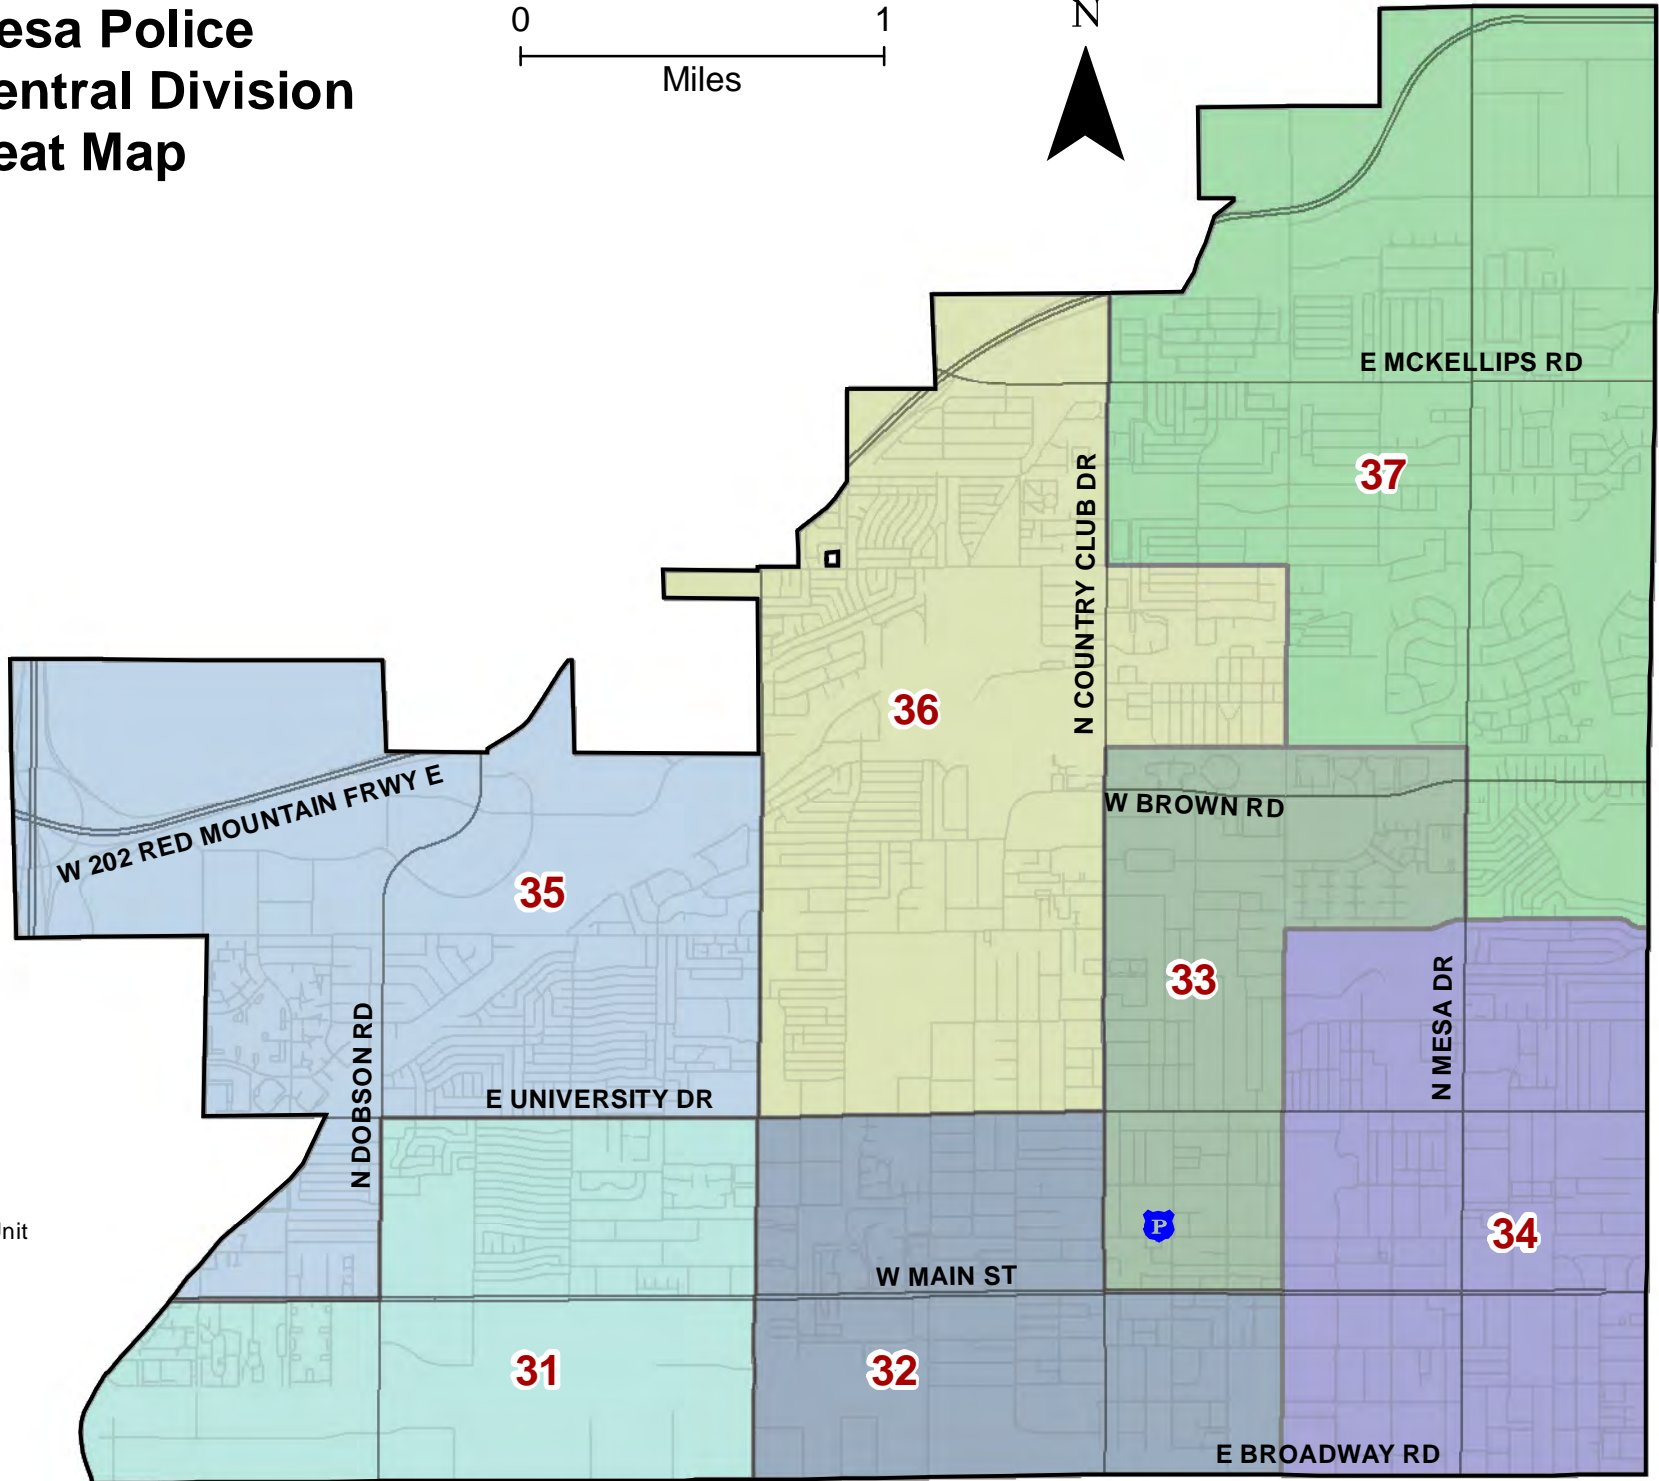 esa Police
entral Division
eat Map
0
1
Miles
N
E MCKELLIPS RD
37
N COUNTRY CLUB DR
36
W BROWN RD
W 202 RED MOUNTAIN FRWY E
35
33
N MESA DR
N DOBSON RD
E UNIVERSITY DR
P
34
nit
W MAIN ST
31
32
E BROADWAY RD